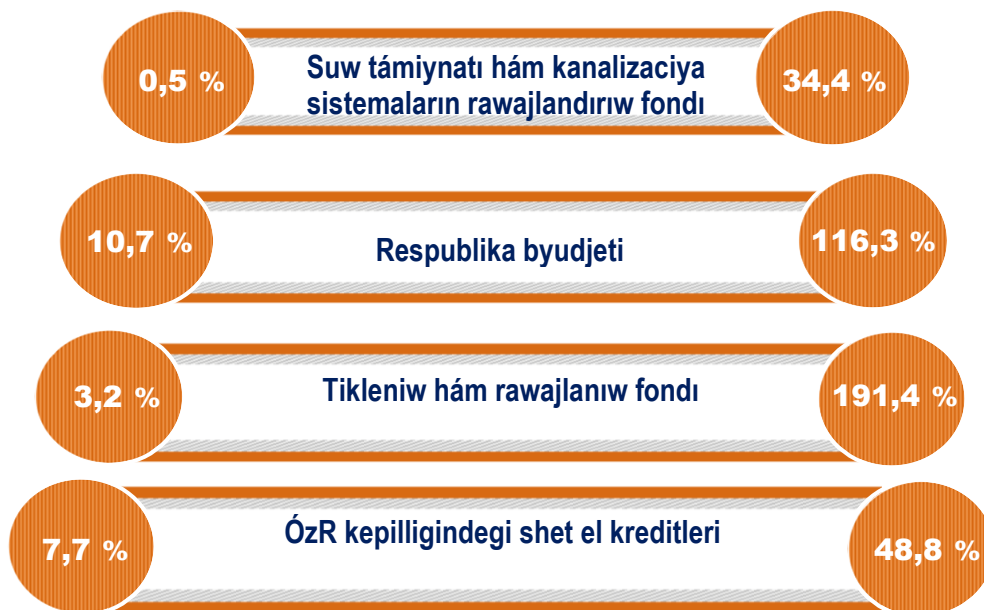 0,5 %
Suw támiynatı hám kanalizaciya
sistemaların rawajlandırıw fondı
34,4 %
10,7 %
Respublika byudjeti
116,3 %
3,2 %
Tikleniw hám rawajlanıw fondı
191,4 %
7,7 %
ÓzR kepilligindegi shet el kreditleri
48,8 %